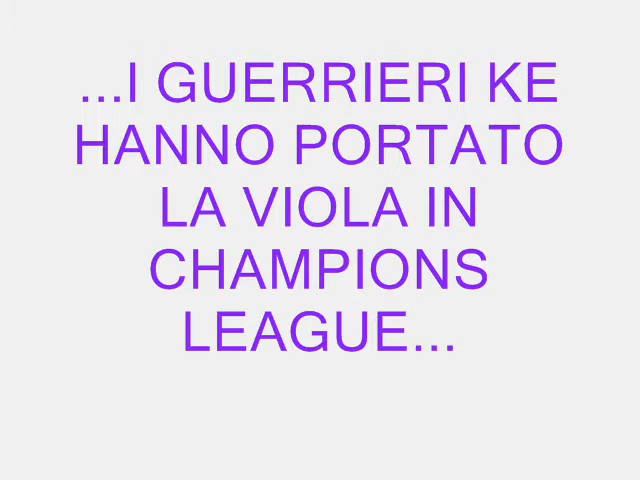 ...I GUERRIERI KE
HANNO PORTATO
LA VIOLA IN
CHAMPIONS
LEAGUE...